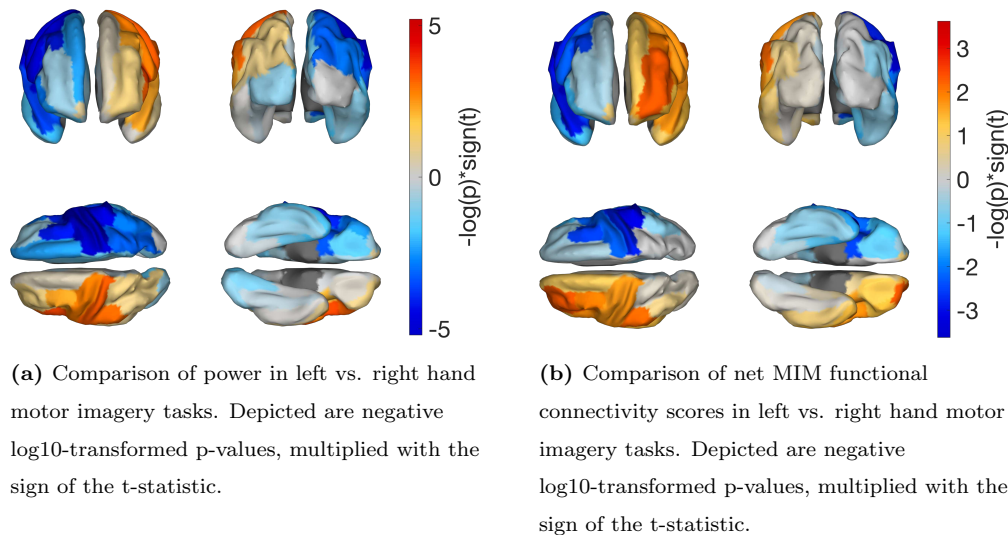 5
0
-5
-log(p)*sign(t)
3
2
1
0
-1
-2
-3
-log(p)*sign(t)
(a) Comparison of power in left vs. right hand
motor imagery tasks. Depicted are negative
log10-transformed p-values, multiplied with the
sign of the t-statistic.
(b) Comparison of net MIM functional
connectivity scores in left vs. right hand motor
imagery tasks. Depicted are negative
log10-transformed p-values, multiplied with the
sign of the t-statistic.